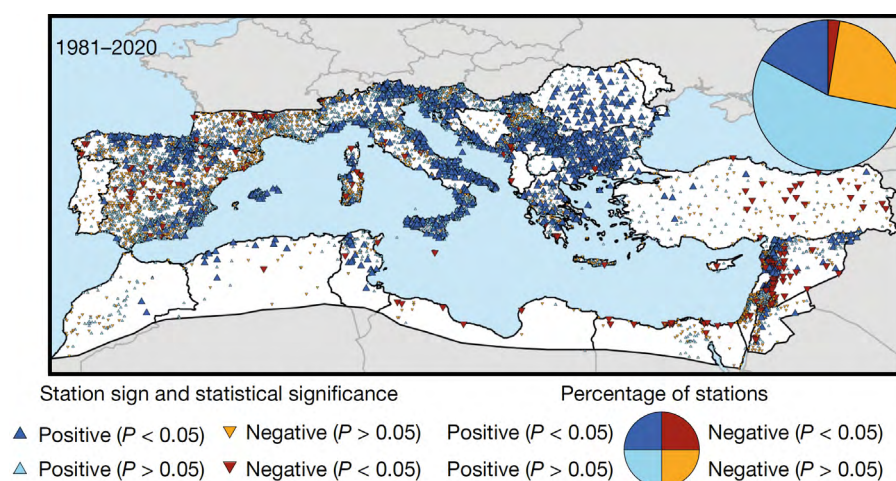 1981–2020
Station sign and statistical significance
Percentage of stations
Positive (P < 0.05)
Negative (P > 0.05)
Positive (P < 0.05)
Negative (P < 0.05)
Positive (P > 0.05)
Negative (P < 0.05)
Positive (P > 0.05)
Negative (P > 0.05)